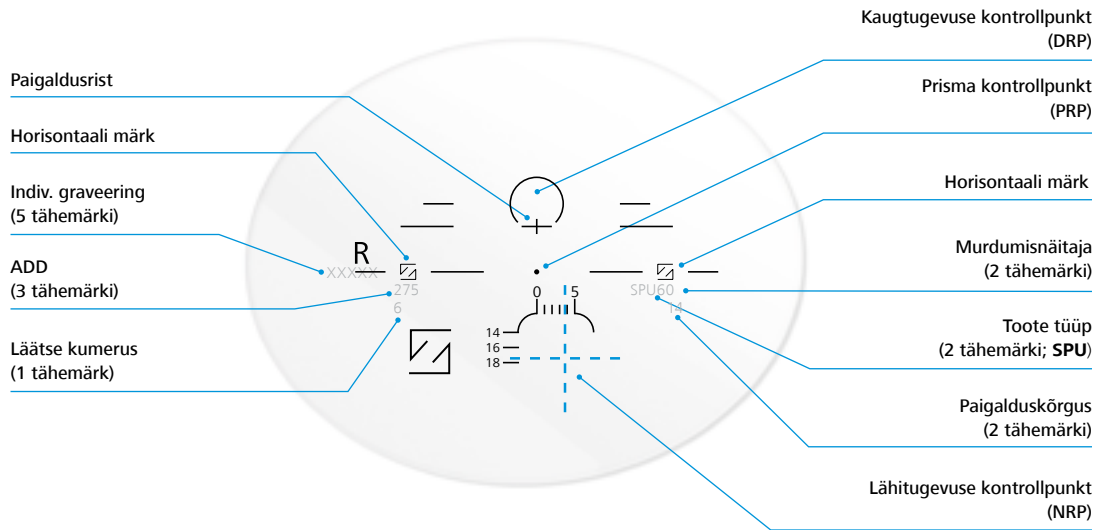 Kaugtugevuse kontrollpunkt
(DRP)
Paigaldusrist
Prisma kontrollpunkt
(PRP)
Horisontaali märk
Indiv. graveering
(5 tähemärki)
Horisontaali märk
ADD
(3 tähemärki)
Murdumisnäitaja
(2 tähemärki)
Läätse kumerus
(1 tähemärk)
Toote tüüp
(2 tähemärki; SPU)
Paigalduskõrgus
(2 tähemärki)
Lähitugevuse kontrollpunkt
(NRP)
R
XXXXX
275
6
SPU60
14
0 5
14
16
18